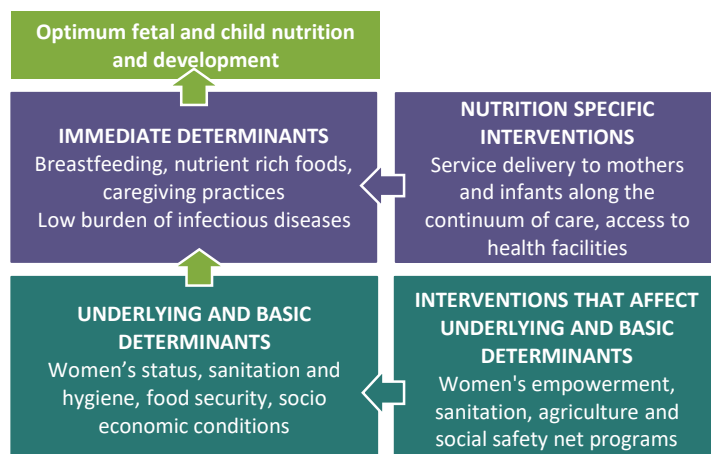 Optimum fetal and child nutrition
and development
IMMEDIATE DETERMINANTS
Breastfeeding, nutrient rich foods,
caregiving practices
Low burden of infectious diseases
NUTRITION SPECIFIC
INTERVENTIONS
Service delivery to mothers
and infants along the
continuum of care, access to
health facilities
UNDERLYING AND BASIC
DETERMINANTS
Women’s status, sanitation and
hygiene, food security, socio
economic conditions
INTERVENTIONS THAT AFFECT
UNDERLYING AND BASIC
DETERMINANTS
Women's empowerment,
sanitation, agriculture and
social safety net programs